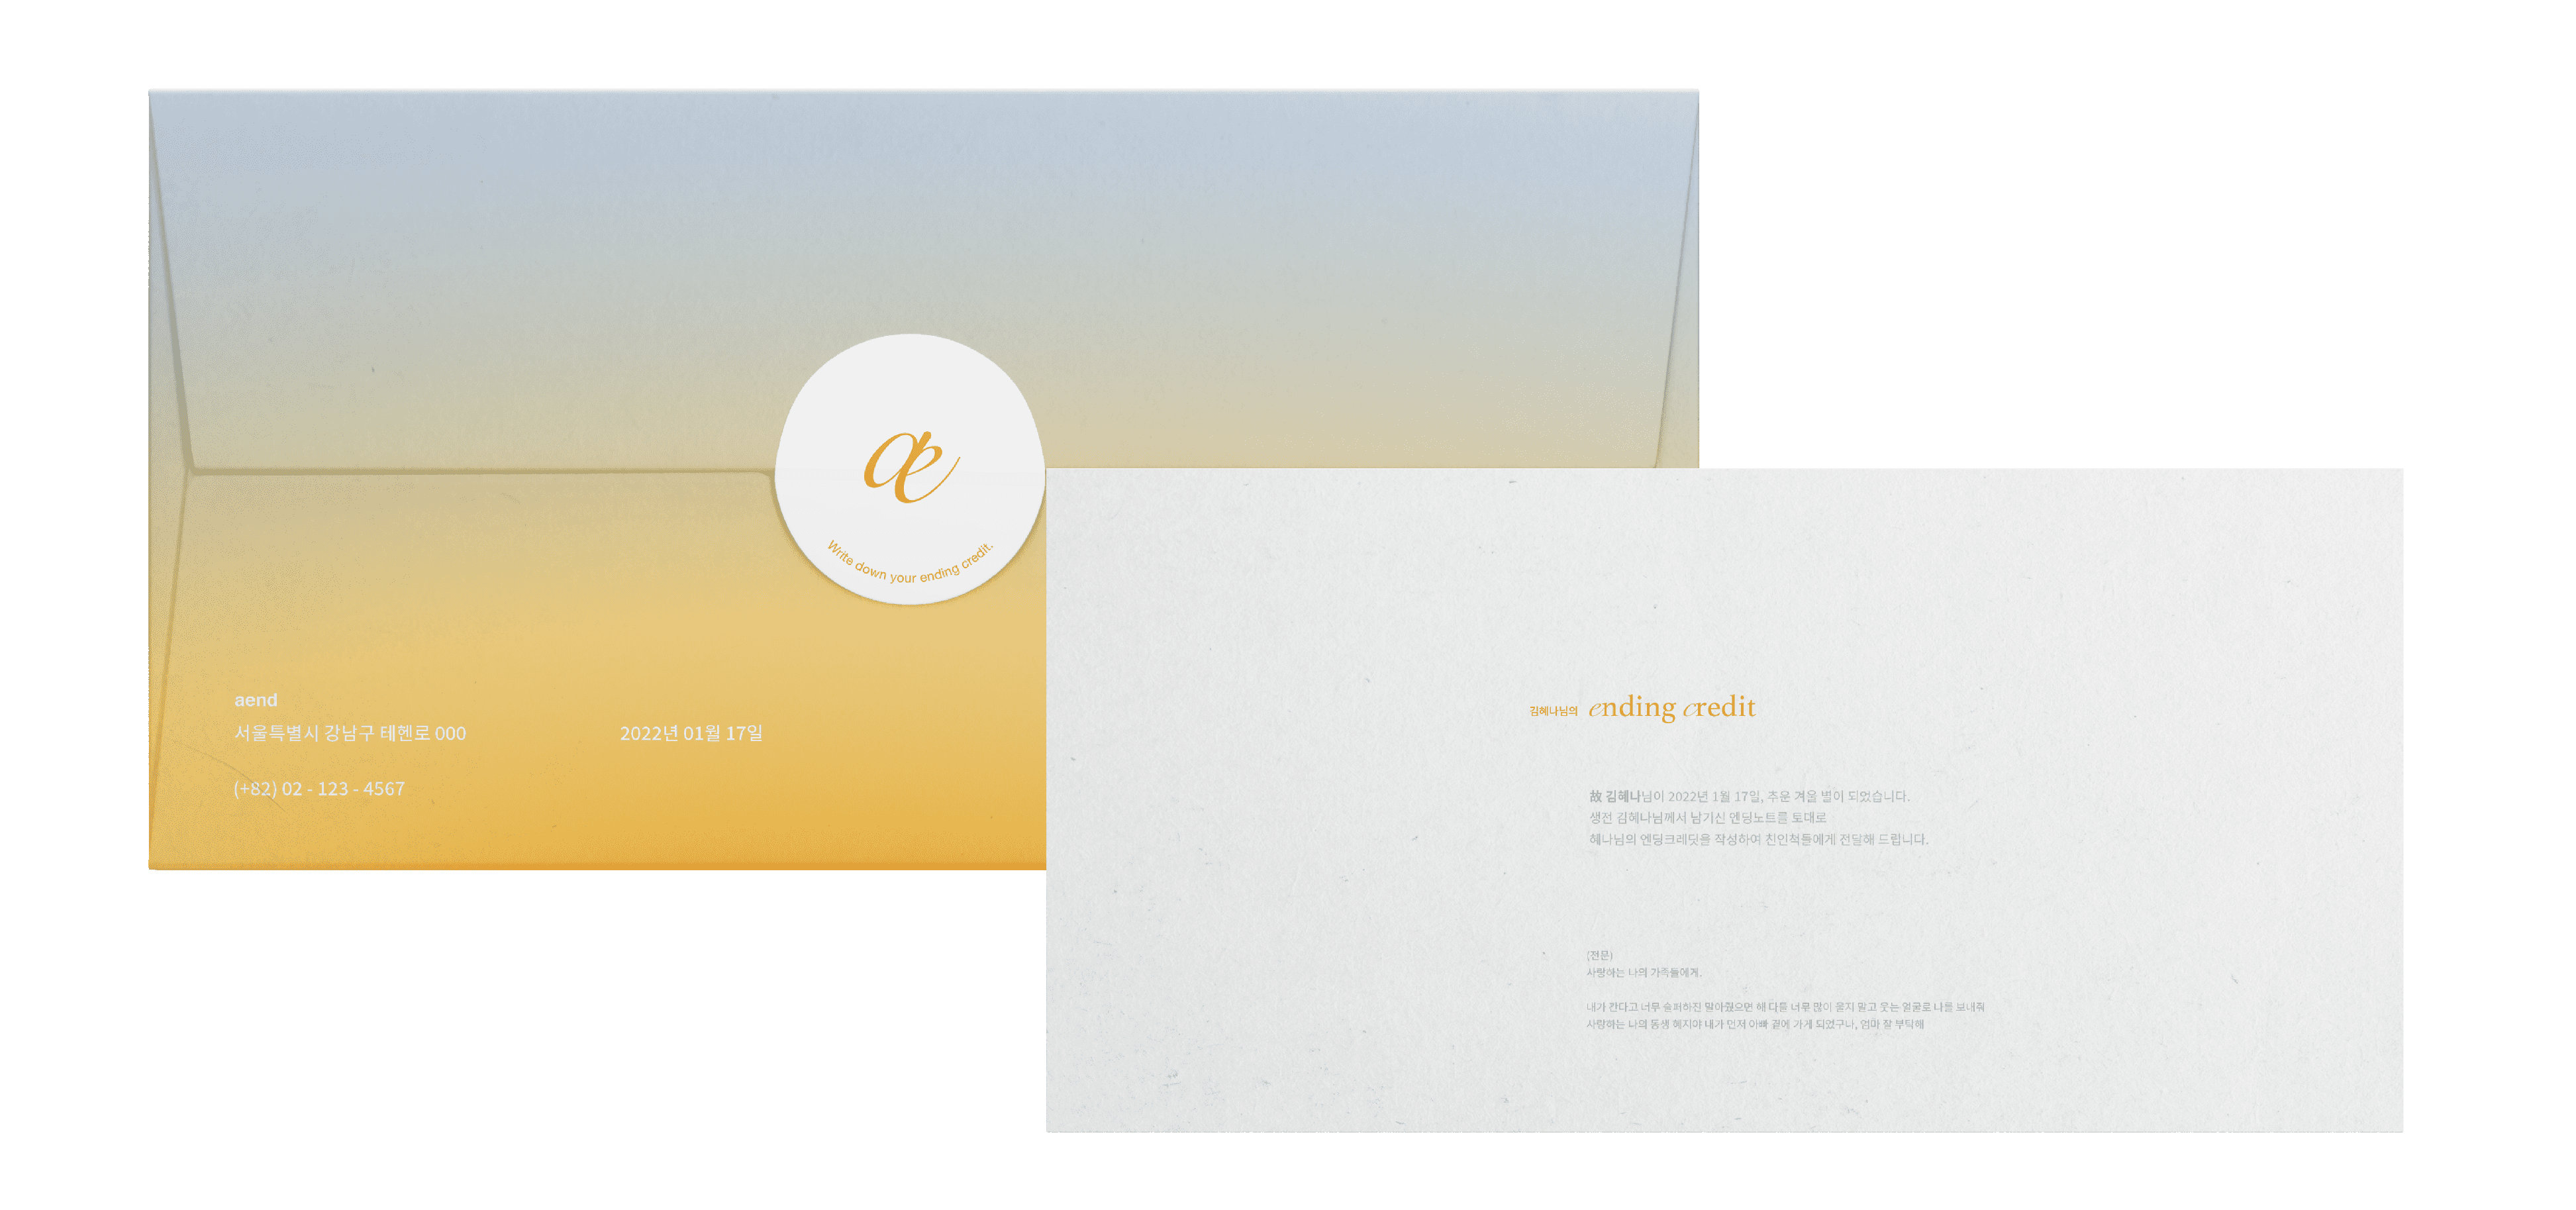 æ
Write down your ending credit.
aend
서울특별시 강남구 테헨로 000
2022년 01월 17일
(+82) 02 - 123 - 4567
김혜나님의 ending credit
故 김혜나님이 2022년 1월 17일, 추운 겨울 별이 되었습니다.
생전 김혜나님께서 남기신 엔딩노트를 토대로
혜나님의 엔딩크레딧을 작성하여 친인척들에게 전달해 드립니다.
(전문)
사랑하는 나의 가족들에게.
내가 간다고 너무 슬퍼하진 말아줬으면 해 다들 너무 많이 울지 말고 웃는 얼굴로 나를 보내줘
사랑하는 나의 동생 혜지야 내가 먼저 아빠 곁에 가게 되었구나, 엄마 잘 부탁해